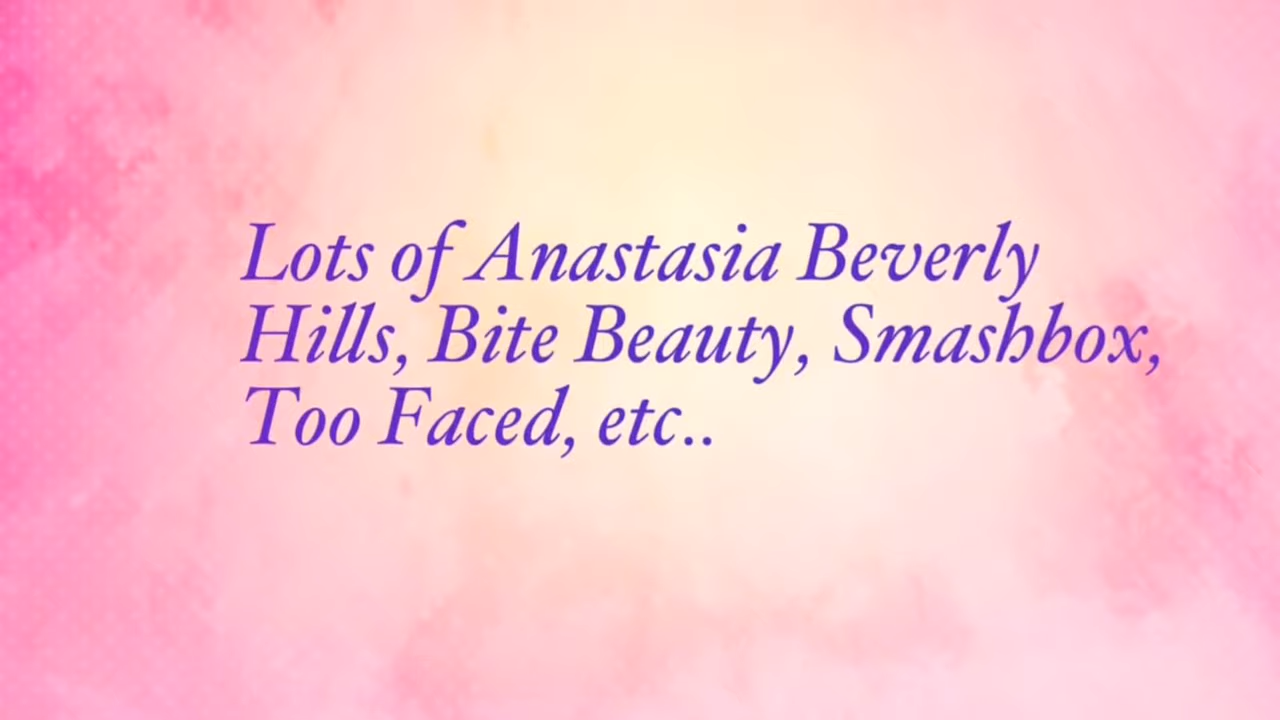 Lots of Anastasia Beverly
Hills, Bite Beauty, Smashbox,
Too Faced, etc..